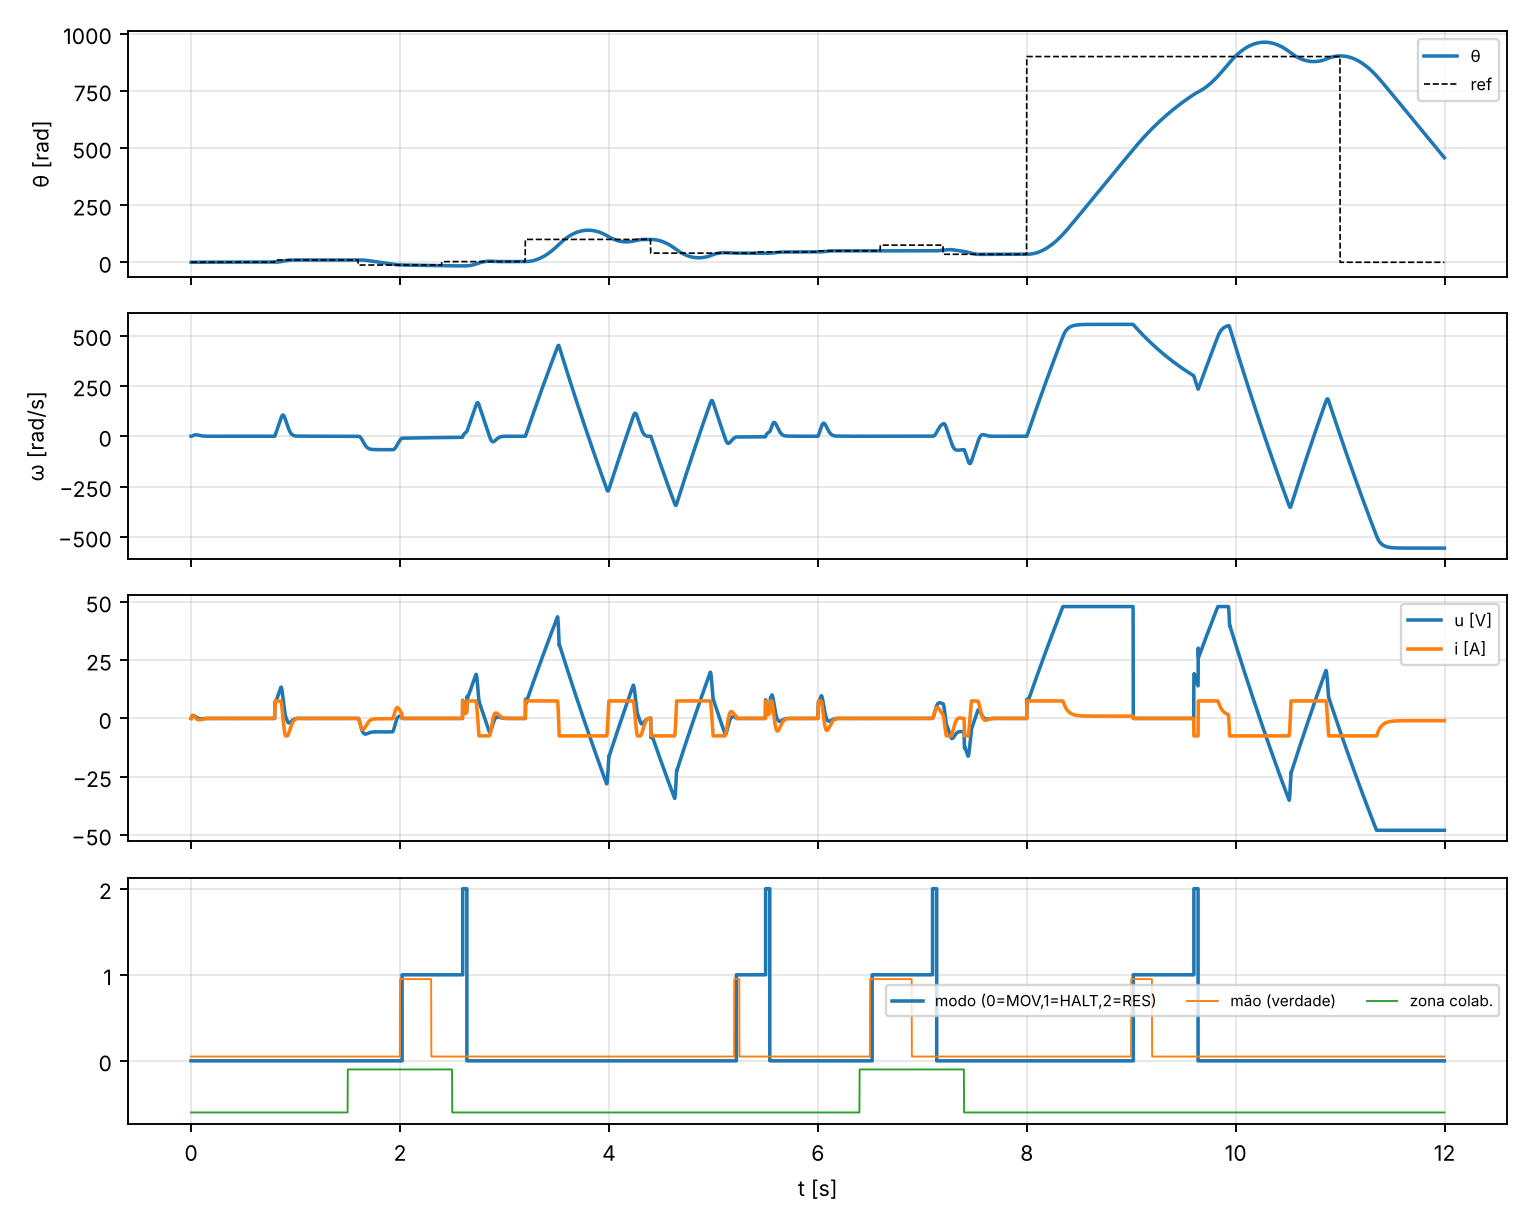 1000
750
500
250
0
θ [rad]
θ
ref
500
250
0
−250
−500
ω [rad/s]
50
25
0
−25
−50
u [V]
i [A]
2
1
0
modo (0=MOV,1=HALT,2=RES) mão (verdade) zona colab.
0 2 4 6 8 10 12
t [s]